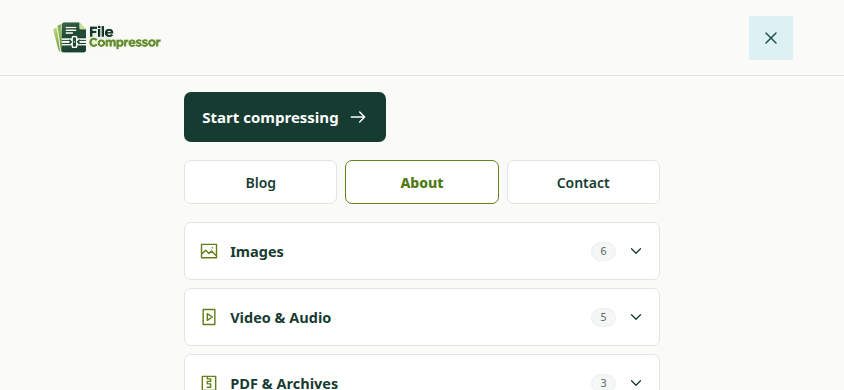 File
Compressor
Start compressing
Blog
About
Contact
Images
6
Video & Audio
5
PDF & Archives
3